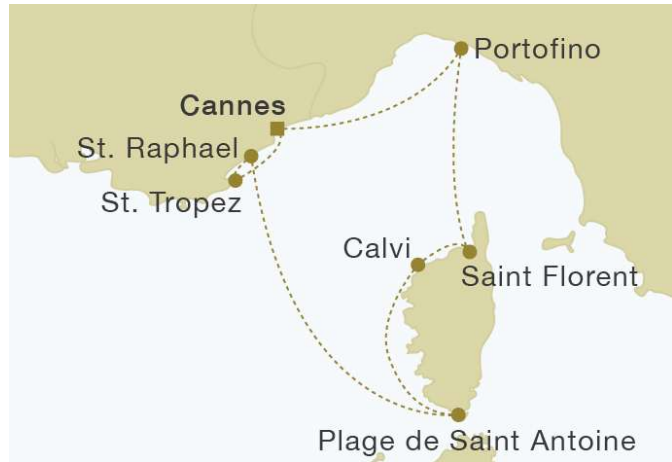 Portofino
Cannes
St. Raphael
St. Tropez
Calvi
Saint Florent
Plage de Saint Antoine